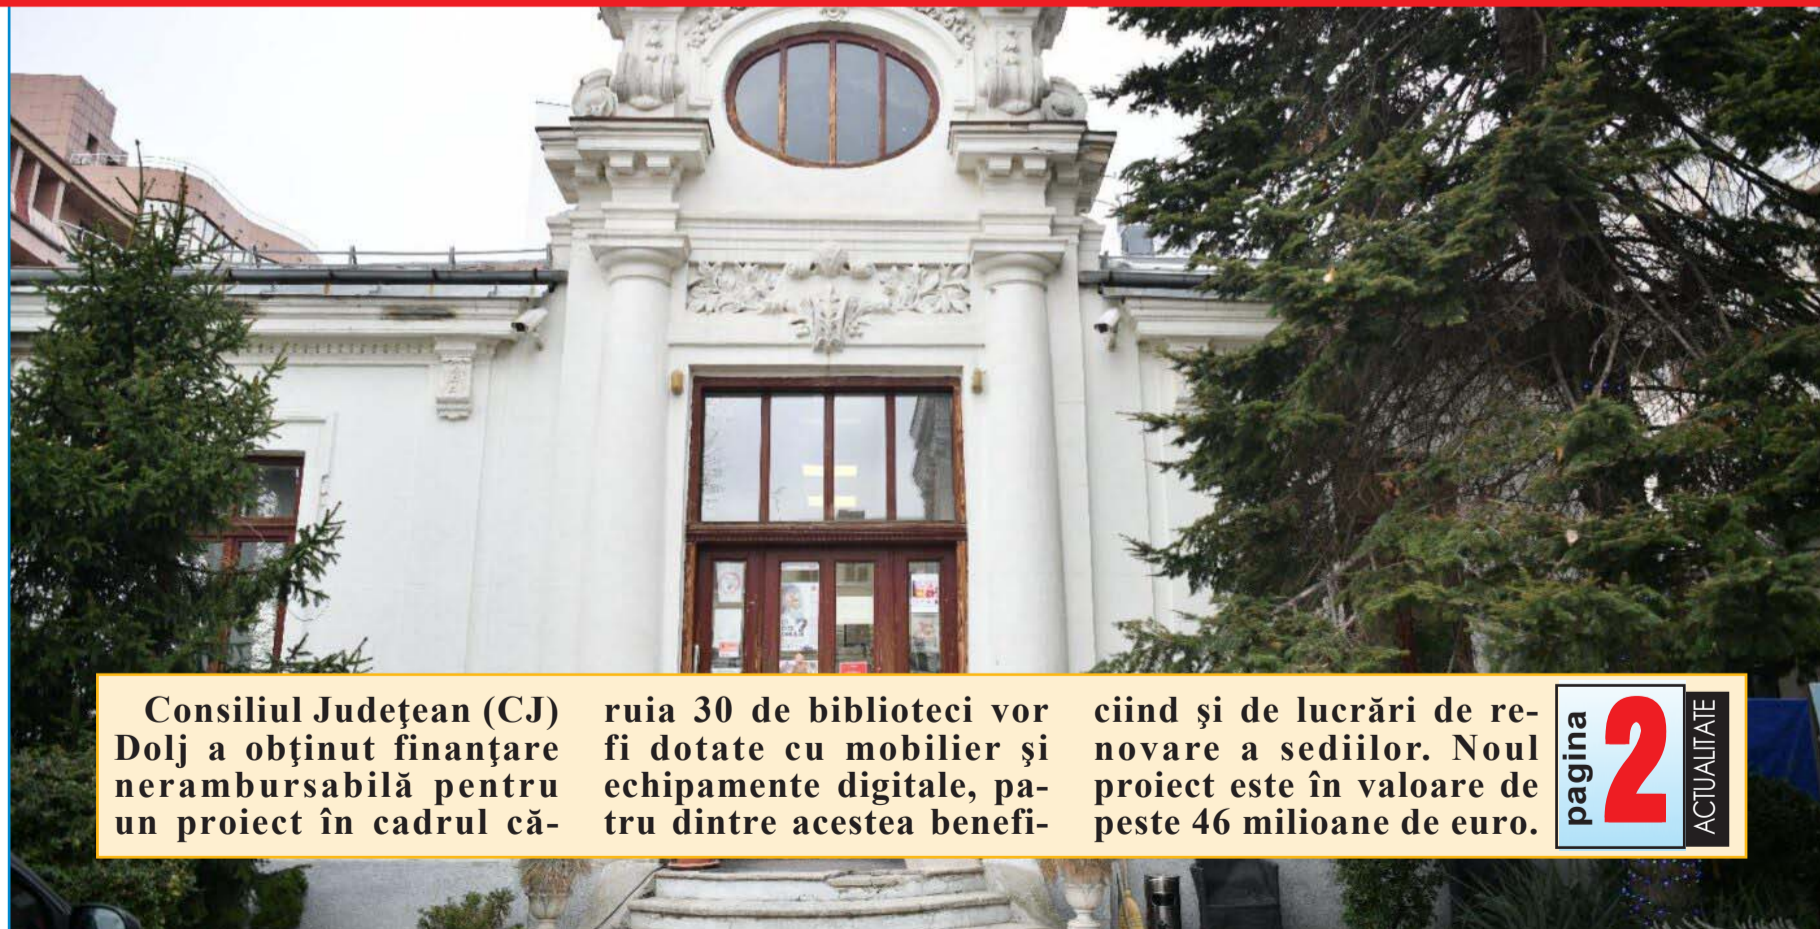 Consiliul Judeţean (CJ)
Dolj a obţinut finanţare
nerambursabilă pentru
un proiect în cadrul că-
ruia 30 de biblioteci vor
fi dotate cu mobilier şi
echipamente digitale, pa-
tru dintre acestea benefi-
ciind şi de lucrări de re-
novare a sediilor. Noul
proiect este în valoare de
peste 46 milioane de euro.
pagina
2
ACTUALITATE